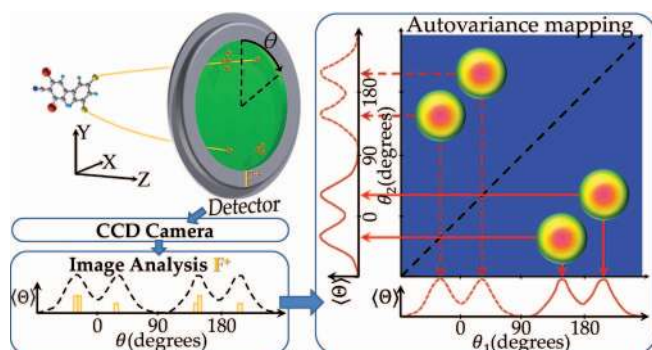 θ
Y
X
Z
F⁺
Detector
CCD Camera
Image Analysis F⁺
⟨Θ⟩
0 90 180
θ(degrees)
Autovariance mapping
180
90
0
θ₂(degrees)
⟨Θ⟩
⟨Θ⟩
0 90 180
θ₁(degrees)